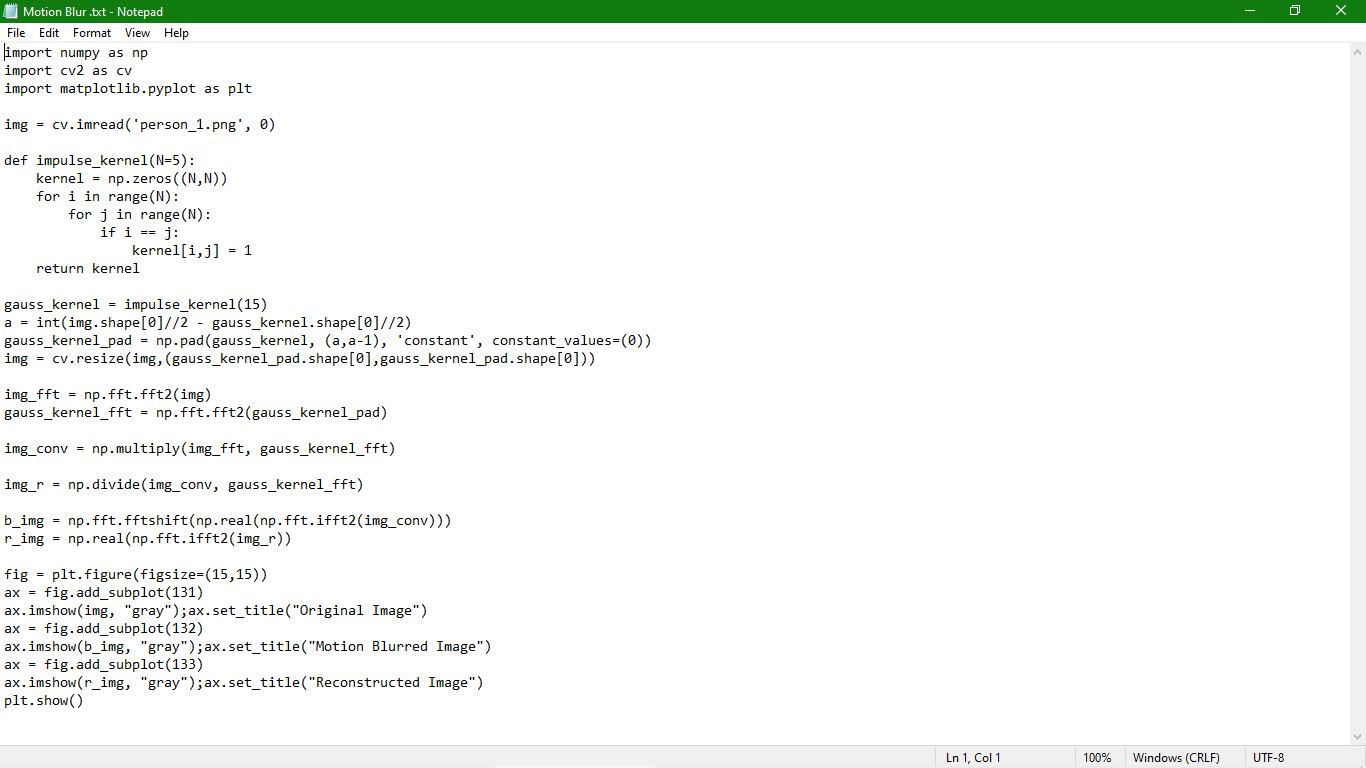 Motion Blur .txt - Notepad
File Edit Format View Help
import numpy as np
import cv2 as cv
import matplotlib.pyplot as plt

img = cv.imread('person_1.png', 0)

def impulse_kernel(N=5):
    kernel = np.zeros((N,N))
    for i in range(N):
        for j in range(N):
            if i == j:
                kernel[i,j] = 1
    return kernel

gauss_kernel = impulse_kernel(15)
a = int(img.shape[0]//2 - gauss_kernel.shape[0]//2)
gauss_kernel_pad = np.pad(gauss_kernel, (a,a-1), 'constant', constant_values=(0))
img = cv.resize(img,(gauss_kernel_pad.shape[0],gauss_kernel_pad.shape[0]))

img_fft = np.fft.fft2(img)
gauss_kernel_fft = np.fft.fft2(gauss_kernel_pad)

img_conv = np.multiply(img_fft, gauss_kernel_fft)

img_r = np.divide(img_conv, gauss_kernel_fft)

b_img = np.fft.fftshift(np.real(np.fft.ifft2(img_conv)))
r_img = np.real(np.fft.ifft2(img_r))

fig = plt.figure(figsize=(15,15))
ax = fig.add_subplot(131)
ax.imshow(img, "gray");ax.set_title("Original Image")
ax = fig.add_subplot(132)
ax.imshow(b_img, "gray");ax.set_title("Motion Blurred Image")
ax = fig.add_subplot(133)
ax.imshow(r_img, "gray");ax.set_title("Reconstructed Image")
plt.show()
Ln 1, Col 1 100% Windows (CRLF) UTF-8